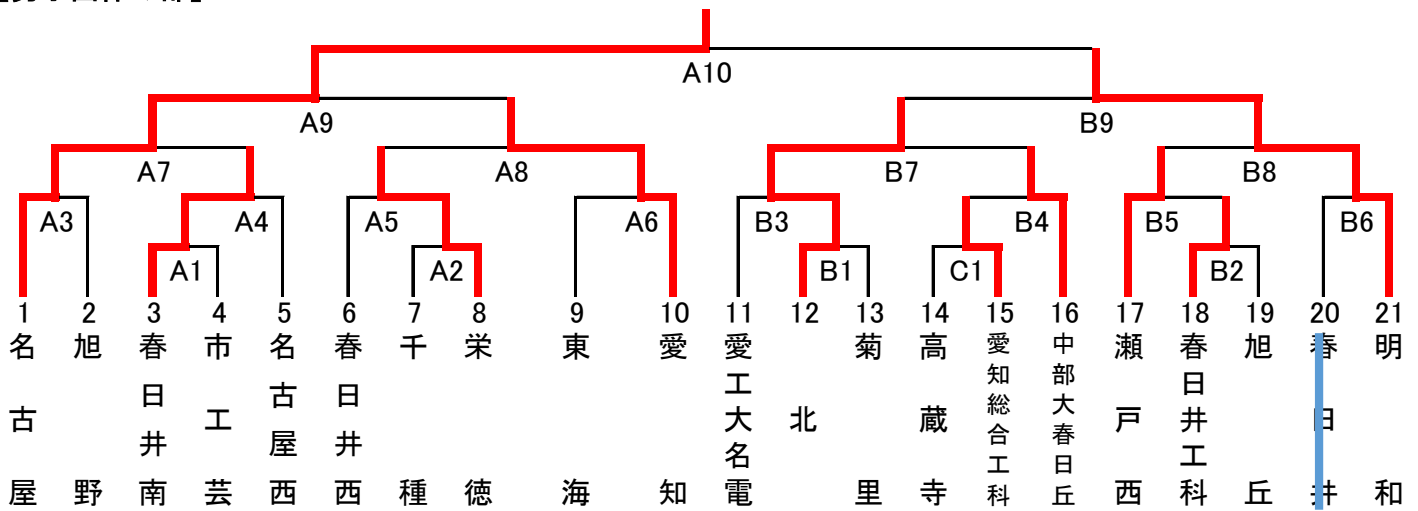 A10
A9
B9
A7
A8
B7
B8
A3
A4
A5
A6
B3
B4
B5
B6
A1
A2
B1
C1
B2
1
2
3
4
5
6
7
8
9
10
11
12
13
14
15
16
17
18
19
20
21
名古屋
旭野
春日井南
市工芸
名古屋西
春日井西
千種
栄徳
東海
愛知
愛工大名電
北
菊里
高蔵寺
愛知総合工科
中部大春日丘
瀬戸西
春日井工科
旭丘
春日井
明和